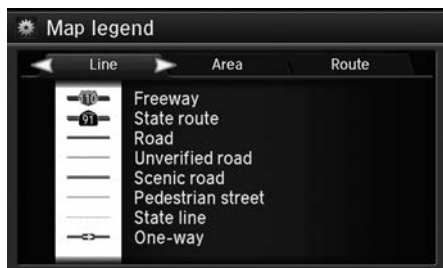 Map legend
Line Area Route
110 Freeway
91 State route
Road
Unverified road
Scenic road
Pedestrian street
State line
One-way